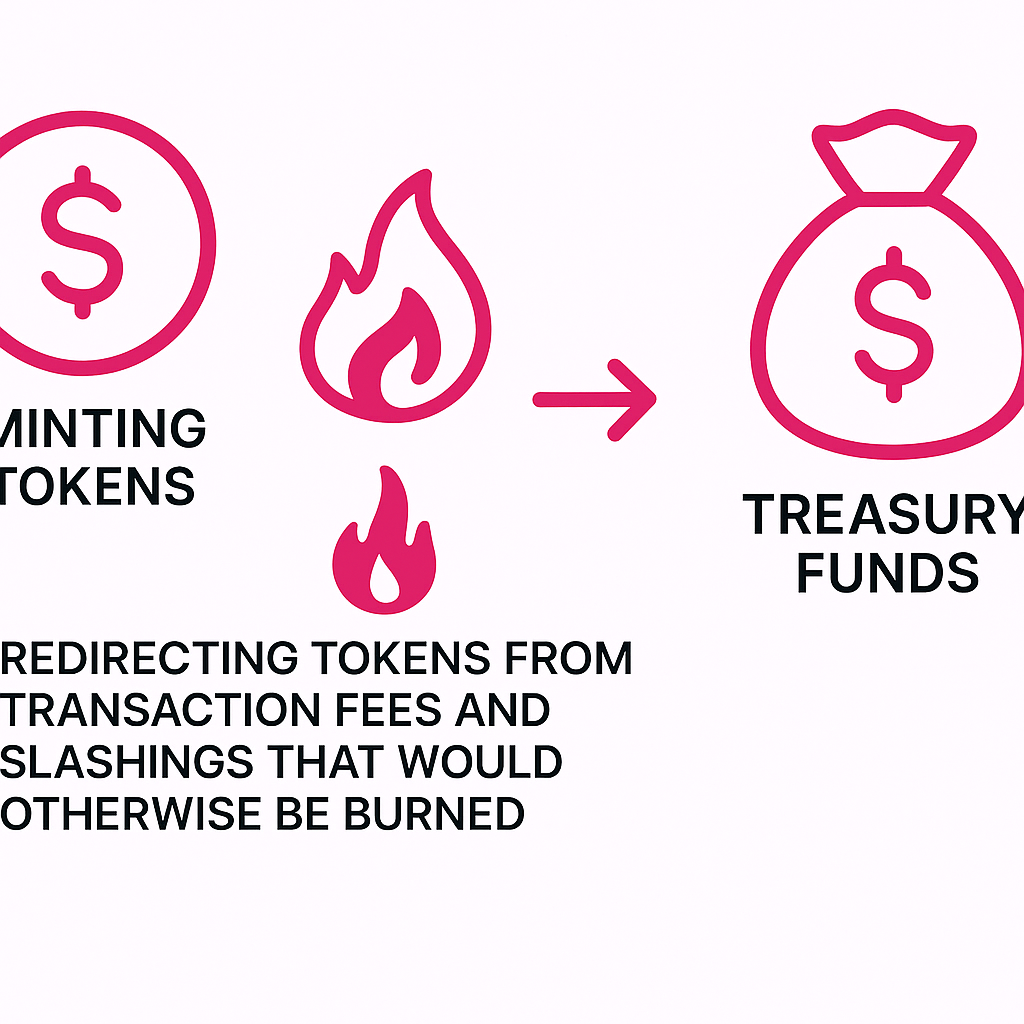 $
MINTING
TOKENS
$
TREASURY
FUNDS
REDIRECTING TOKENS FROM
TRANSACTION FEES AND
SLASHINGS THAT WOULD
OTHERWISE BE BURNED